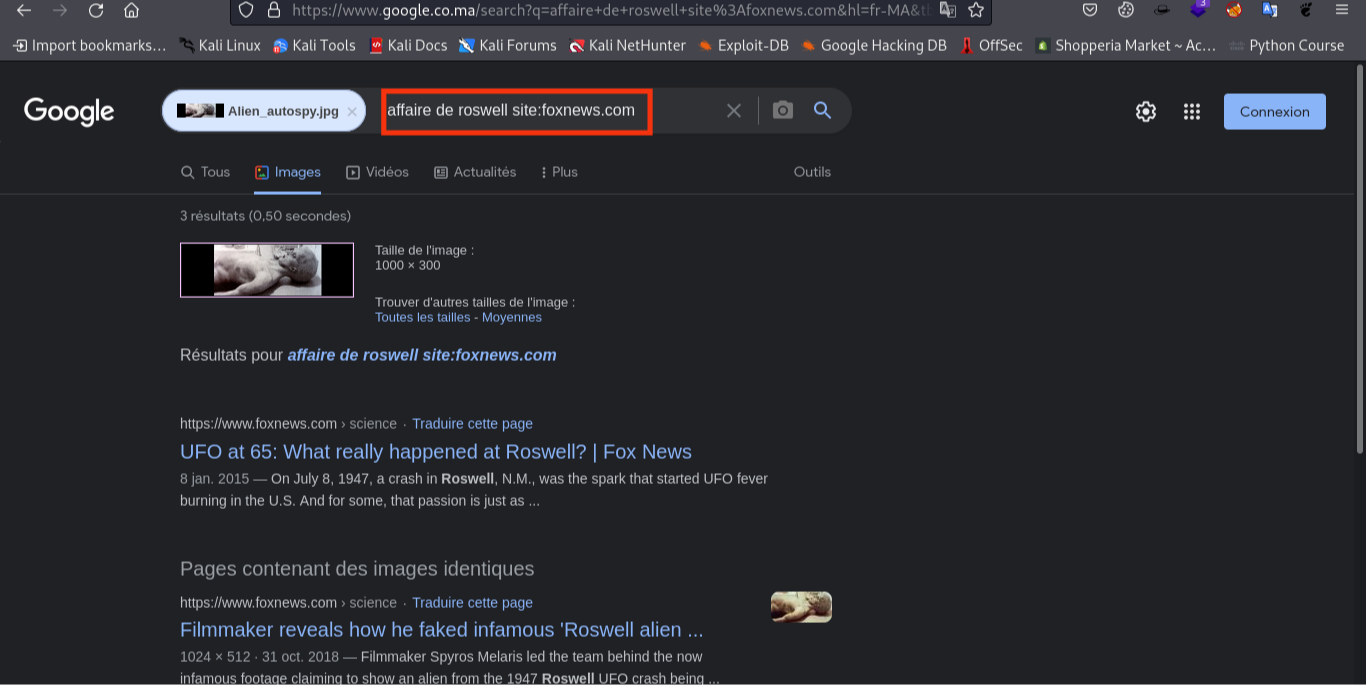 https://www.google.co.ma/search?q=affaire+de+roswell+site%3Afoxnews.com&hl=fr-MA&tb
3
Import bookmarks... Kali Linux Kali Tools Kali Docs Kali Forums Kali NetHunter Exploit-DB Google Hacking DB OffSec Shopperia Market ~ Ac... Python Course
Google Alien_autospy.jpg × affaire de roswell site:foxnews.com Connexion
Tous Images Vidéos Actualités Plus Outils
3 résultats (0,50 secondes)
Taille de l'image :
1000 × 300
Trouver d'autres tailles de l'image :
Toutes les tailles - Moyennes
Résultats pour affaire de roswell site:foxnews.com
https://www.foxnews.com › science · Traduire cette page
UFO at 65: What really happened at Roswell? | Fox News
8 jan. 2015 — On July 8, 1947, a crash in Roswell, N.M., was the spark that started UFO fever
burning in the U.S. And for some, that passion is just as ...
Pages contenant des images identiques
https://www.foxnews.com › science · Traduire cette page
Filmmaker reveals how he faked infamous 'Roswell alien ...
1024 × 512 · 31 oct. 2018 — Filmmaker Spyros Melaris led the team behind the now
infamous footage claiming to show an alien from the 1947 Roswell UFO crash being ...